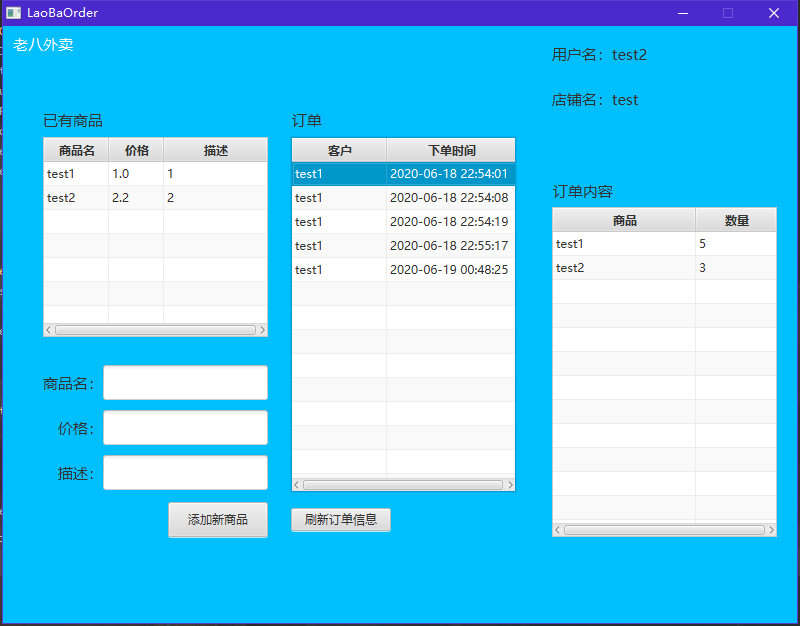 LaoBaOrder
老八外卖
用户名：test2
店铺名：test
已有商品
商品名 价格 描述
test1 1.0 1
test2 2.2 2
商品名：
价格：
描述：
添加新商品
订单
客户 下单时间
test1 2020-06-18 22:54:01
test1 2020-06-18 22:54:08
test1 2020-06-18 22:54:19
test1 2020-06-18 22:55:17
test1 2020-06-19 00:48:25
刷新订单信息
订单内容
商品 数量
test1 5
test2 3